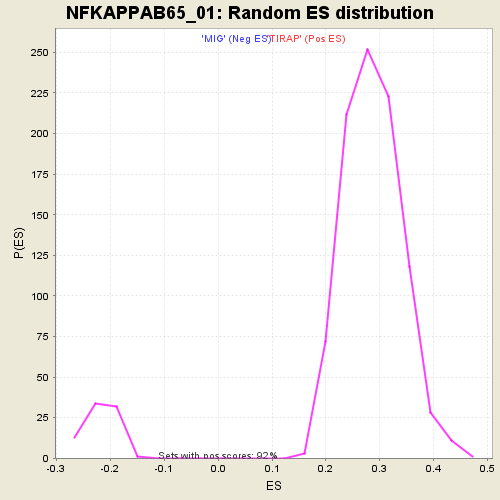 NFKAPPAB65_01: Random ES distribution
'MIG' (Neg ES) 'TIRAP' (Pos ES)
250
225
200
175
150
125
100
75
50
25
0
P(ES)
Sets with pos scores: 92%
-0.3 -0.2 -0.1 0.0 0.1 0.2 0.3 0.4 0.5
ES